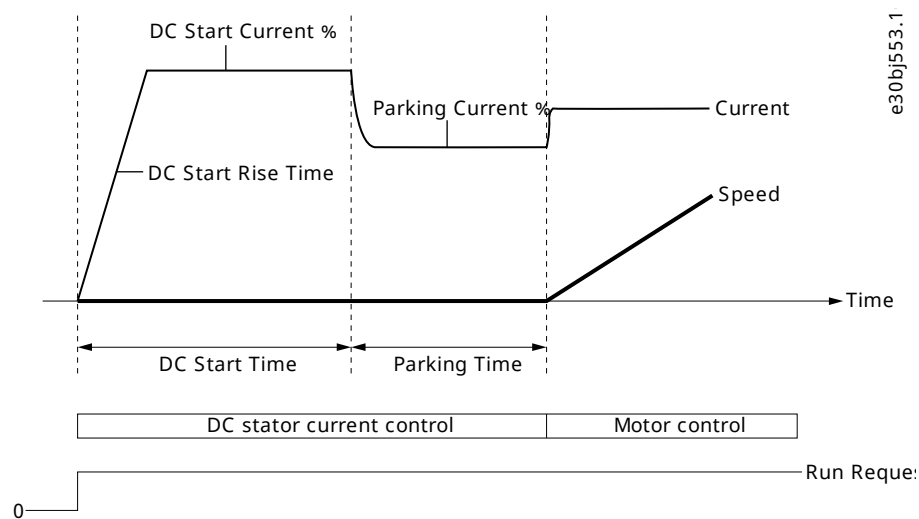 DC Start Current %
e30bj553.1
Parking Current %
Current
DC Start Rise Time
Speed
Time
DC Start Time
Parking Time
DC stator current control
Motor control
Run Reques
0